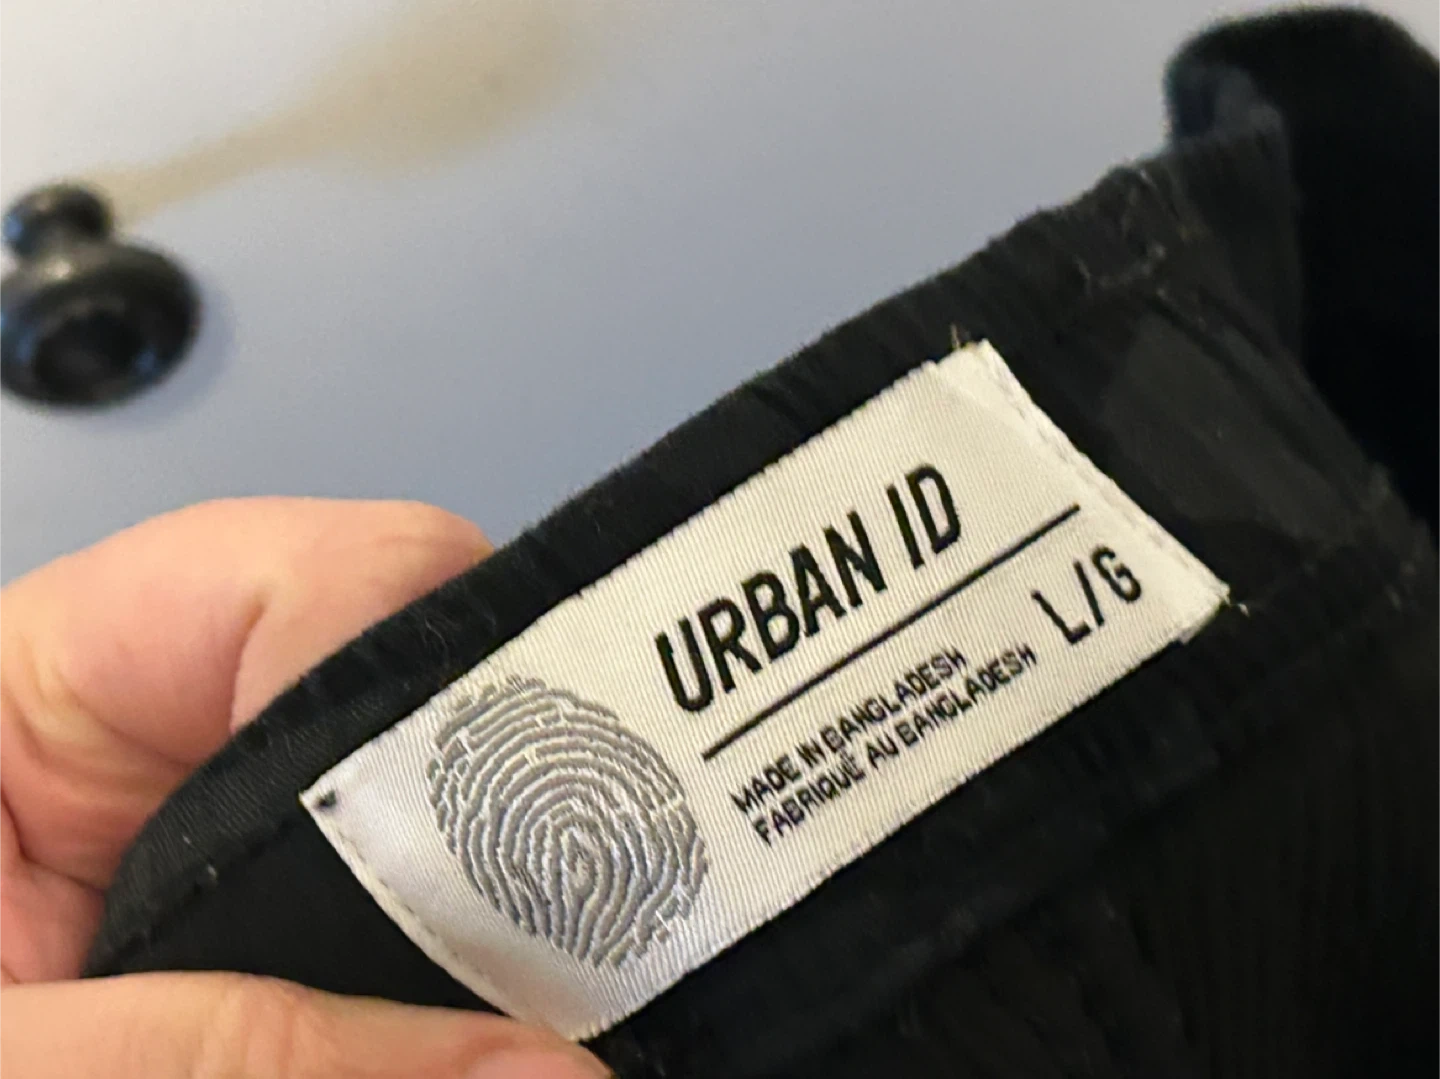 URBAN ID
L/G
MADE IN BANGLADESH
FABRIQUÉ AU BANGLADESH